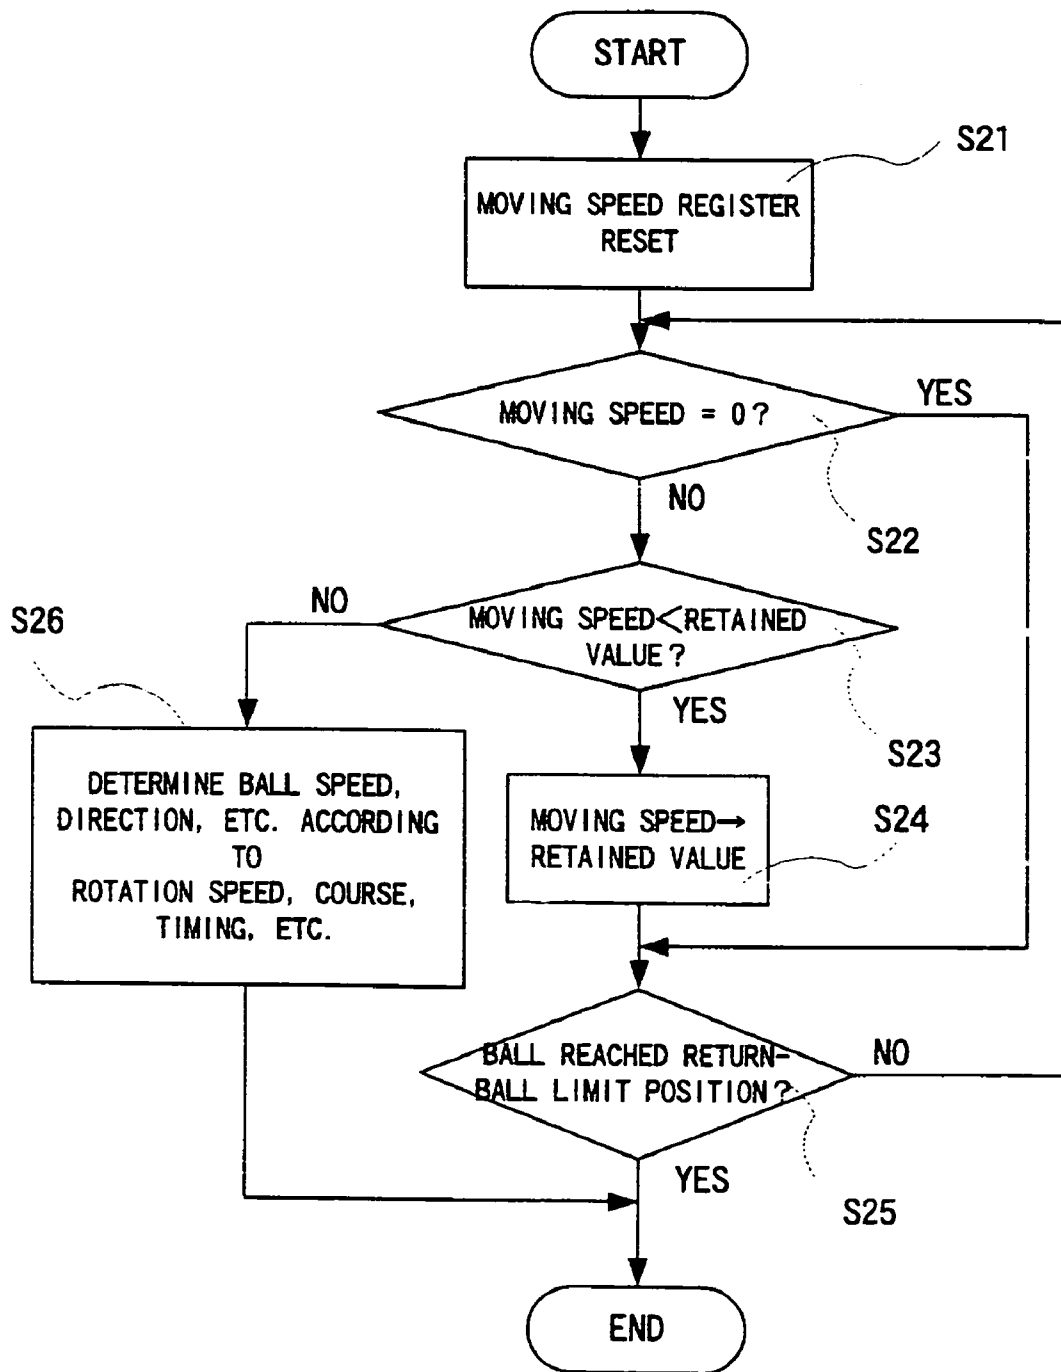 START
S21
MOVING SPEED REGISTER
RESET
MOVING SPEED = 0?
YES
NO
S22
MOVING SPEED<RETAINED
VALUE?
NO
S26
YES
S23
DETERMINE BALL SPEED,
DIRECTION, ETC. ACCORDING
TO
ROTATION SPEED, COURSE,
TIMING, ETC.
MOVING SPEED→
RETAINED VALUE
S24
BALL REACHED RETURN-
BALL LIMIT POSITION?
NO
YES
S25
END